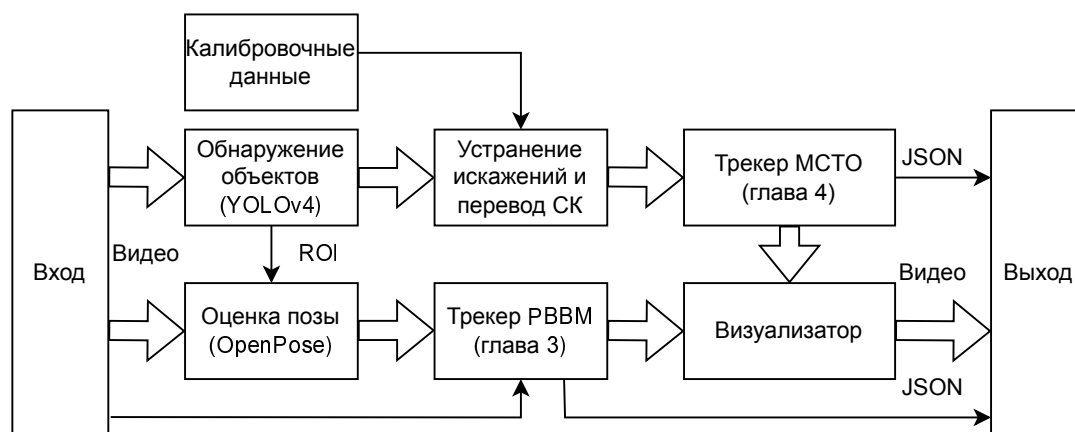 Калибровочные
данные
Обнаружение
объектов
(YOLOv4)
Устранение
искажений и
перевод СК
Трекер МСТО
(глава 4)
JSON
Вход
Видео
ROI
Видео
Выход
Оценка позы
(OpenPose)
Трекер PBBM
(глава 3)
Визуализатор
JSON